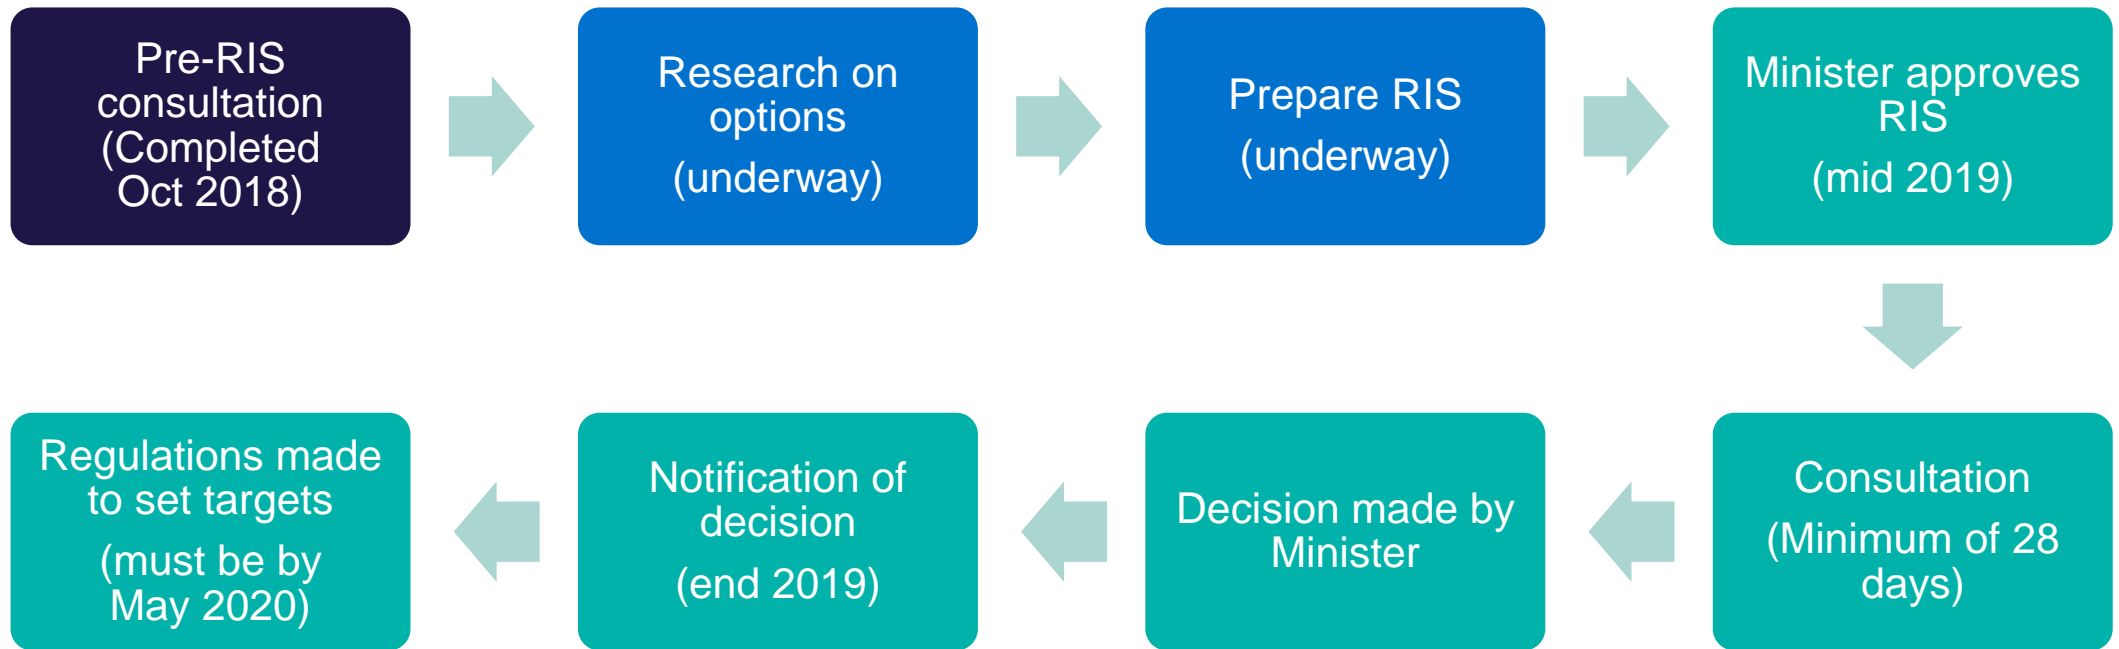 Pre-RIS
consultation
(Completed
Oct 2018)
Research on
options
(underway)
Prepare RIS
(underway)
Minister approves
RIS
(mid 2019)
Consultation
(Minimum of 28
days)
Decision made by
Minister
Notification of
decision
(end 2019)
Regulations made
to set targets
(must be by
May 2020)